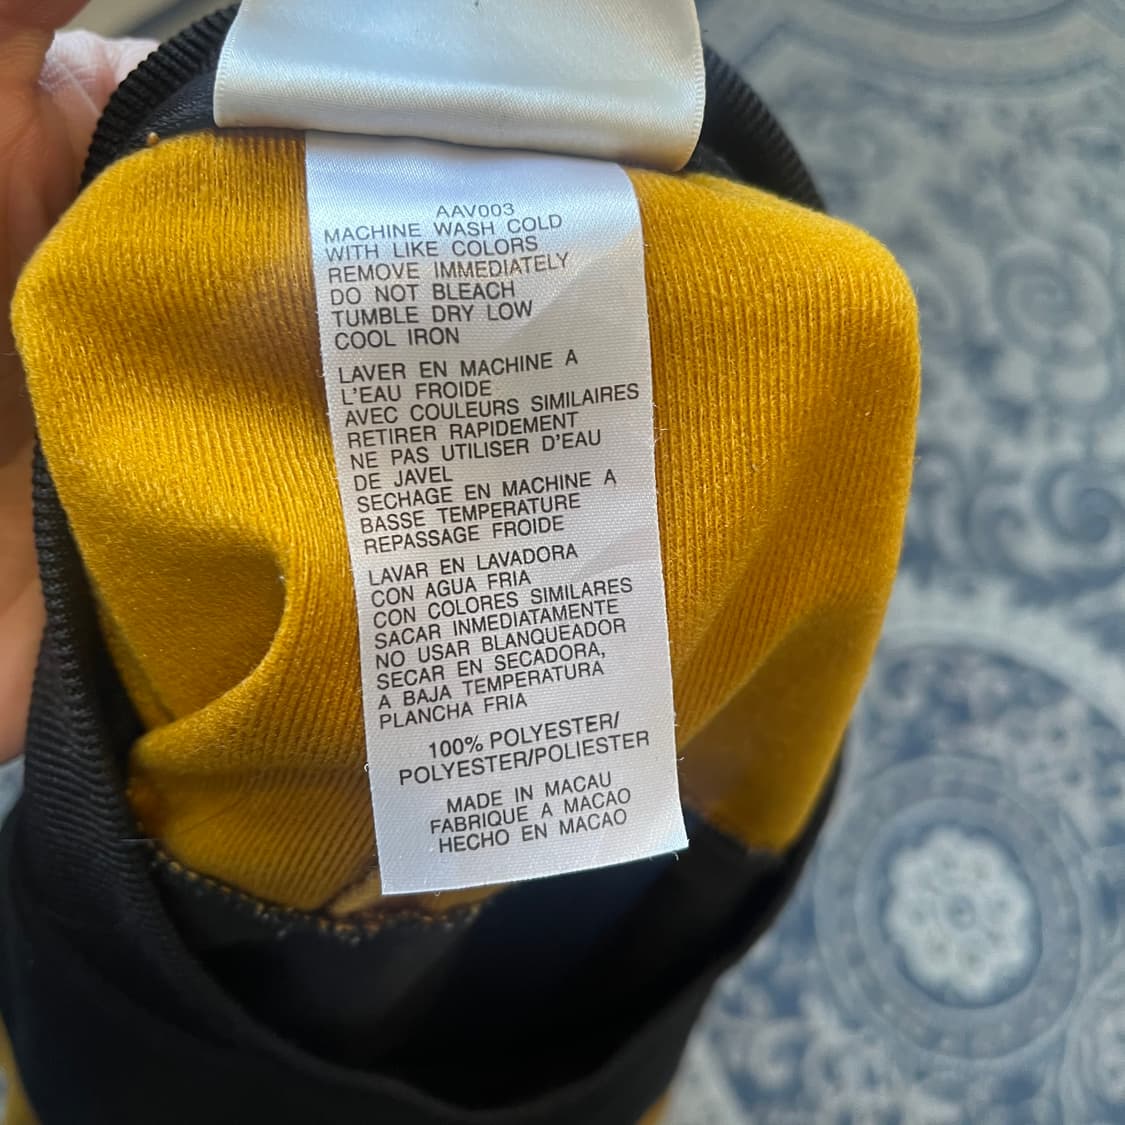 AAV003
MACHINE WASH COLD
WITH LIKE COLORS
REMOVE IMMEDIATELY
DO NOT BLEACH
TUMBLE DRY LOW
COOL IRON
LAVER EN MACHINE A
L'EAU FROIDE
AVEC COULEURS SIMILAIRES
RETIRER RAPIDEMENT
NE PAS UTILISER D'EAU
DE JAVEL
SECHAGE EN MACHINE A
BASSE TEMPERATURE
REPASSAGE FROIDE
LAVAR EN LAVADORA
CON AGUA FRIA
CON COLORES SIMILARES
SACAR INMEDIATAMENTE
NO USAR BLANQUEADOR
SECAR EN SECADORA,
A BAJA TEMPERATURA
PLANCHA FRIA
100% POLYESTER/
POLYESTER/POLIESTER
MADE IN MACAU
FABRIQUE A MACAO
HECHO EN MACAO